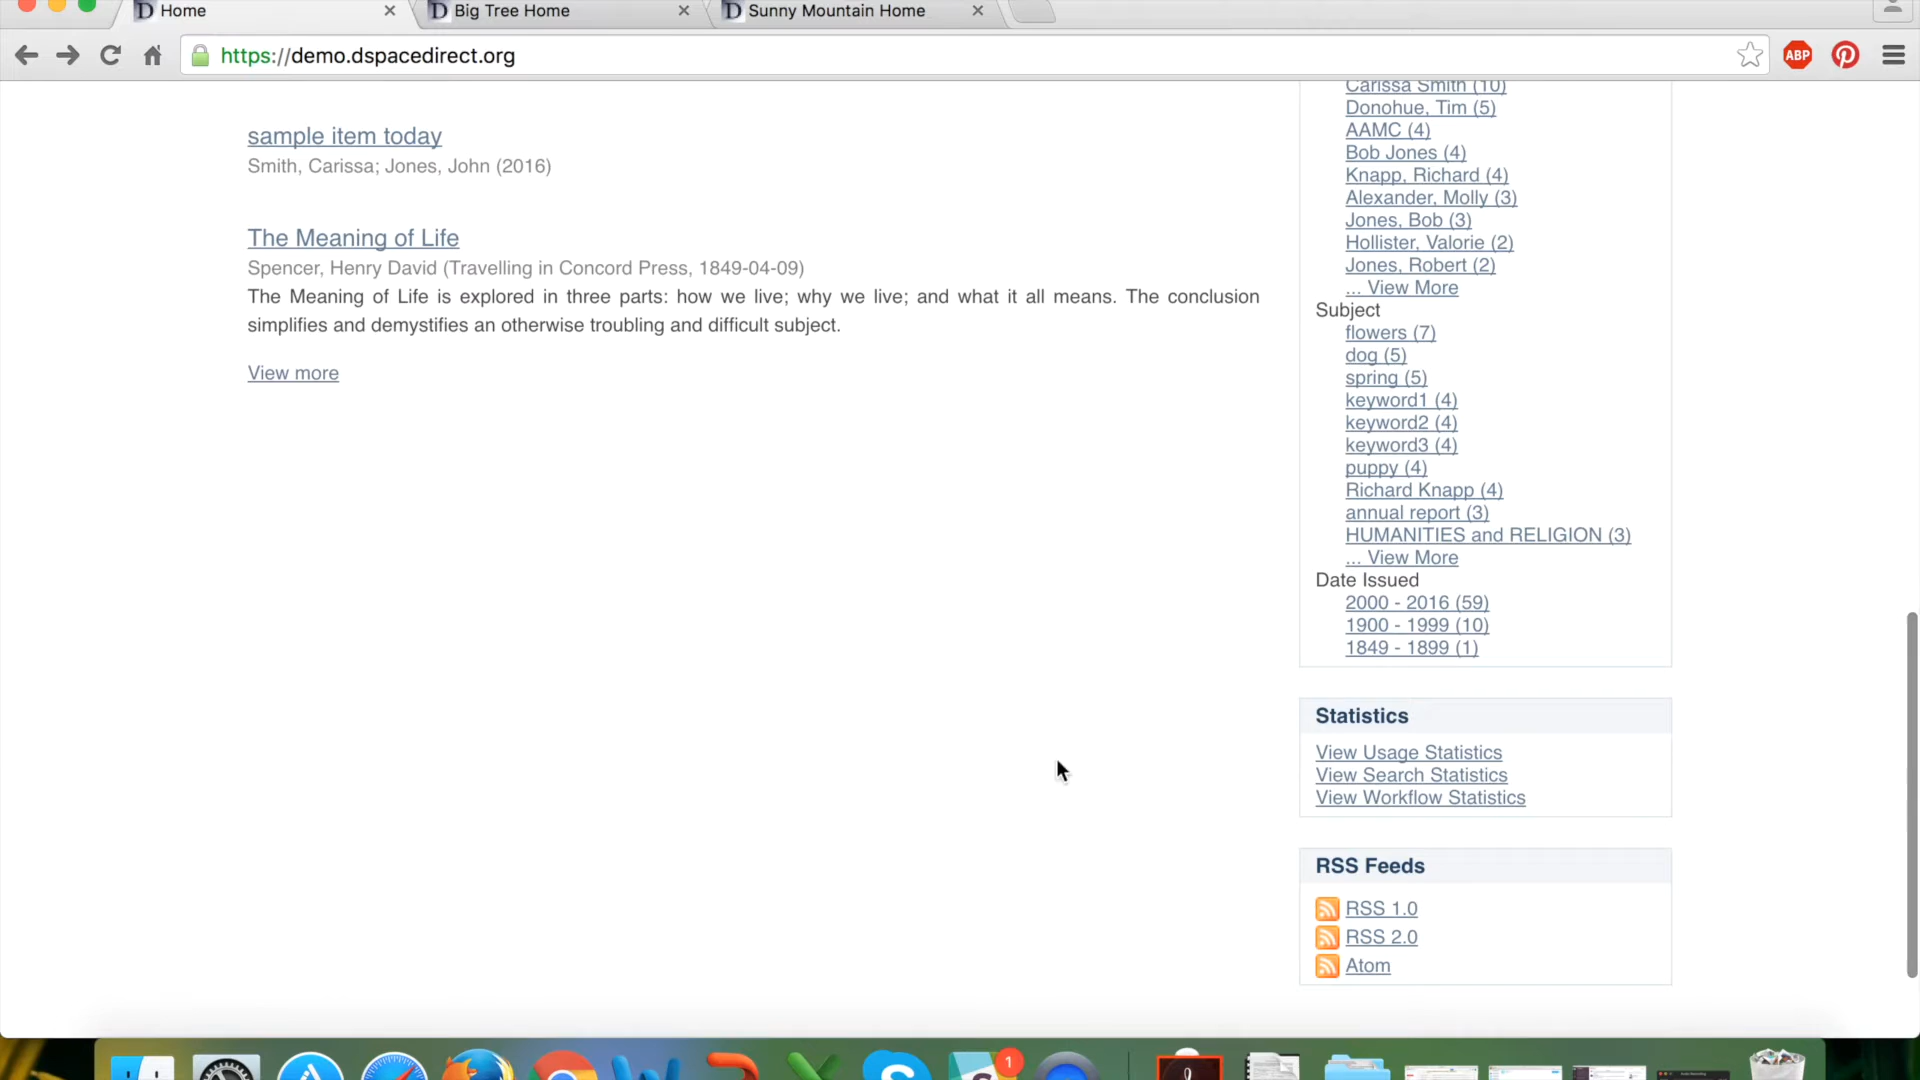 Home
Big Tree Home
Sunny Mountain Home
https://demo.dspacedirect.org
ABP
sample item today
Smith, Carissa; Jones, John (2016)
The Meaning of Life
Spencer, Henry David (Travelling in Concord Press, 1849-04-09)
The Meaning of Life is explored in three parts: how we live; why we live; and what it all means. The conclusion
simplifies and demystifies an otherwise troubling and difficult subject.
View more
Carissa Smith (10)
Donohue, Tim (5)
AAMC (4)
Bob Jones (4)
Knapp, Richard (4)
Alexander, Molly (3)
Jones, Bob (3)
Hollister, Valorie (2)
Jones, Robert (2)
... View More
Subject
flowers (7)
dog (5)
spring (5)
keyword1 (4)
keyword2 (4)
keyword3 (4)
puppy (4)
Richard Knapp (4)
annual report (3)
HUMANITIES and RELIGION (3)
... View More
Date Issued
2000 - 2016 (59)
1900 - 1999 (10)
1849 - 1899 (1)
Statistics
View Usage Statistics
View Search Statistics
View Workflow Statistics
RSS Feeds
RSS 1.0
RSS 2.0
Atom
1